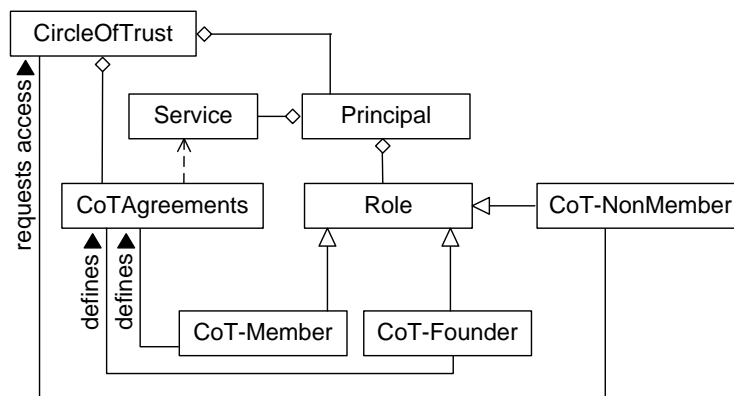 CircleOfTrust
requests access
Service
Principal
CoTAgreements
Role
CoT-NonMember
defines
defines
CoT-Member
CoT-Founder